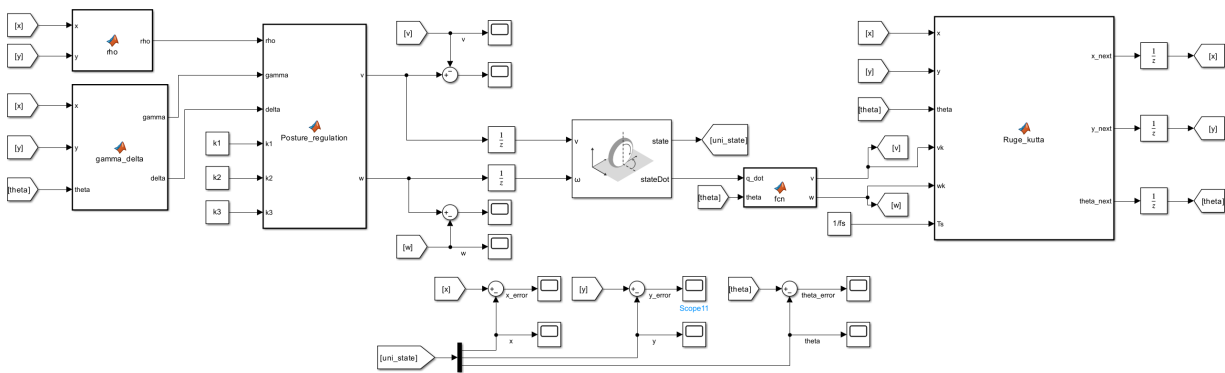 [x]
x
rho
rho
[y]
y
[x]
x
gamma
[y]
y
gamma_delta
delta
[theta]
theta
rho
gamma
delta
k1
k1
k2
k2
k3
k3
Posture_regulation
v
w
[v]
v
[w]
w
1
z
1
z
v
ω
state
stateDot
[uni_state]
[theta]
q_dot
theta
fcn
v
w
[v]
[w]
[x]
x
[y]
y
[theta]
theta
vk
wk
1/fs
Ts
Ruge_kutta
x_next
y_next
theta_next
1
z
[x]
1
z
[y]
1
z
[theta]
[x]
x_error
[y]
y_error
Scope11
[theta]
theta_error
x
y
theta
[uni_state]